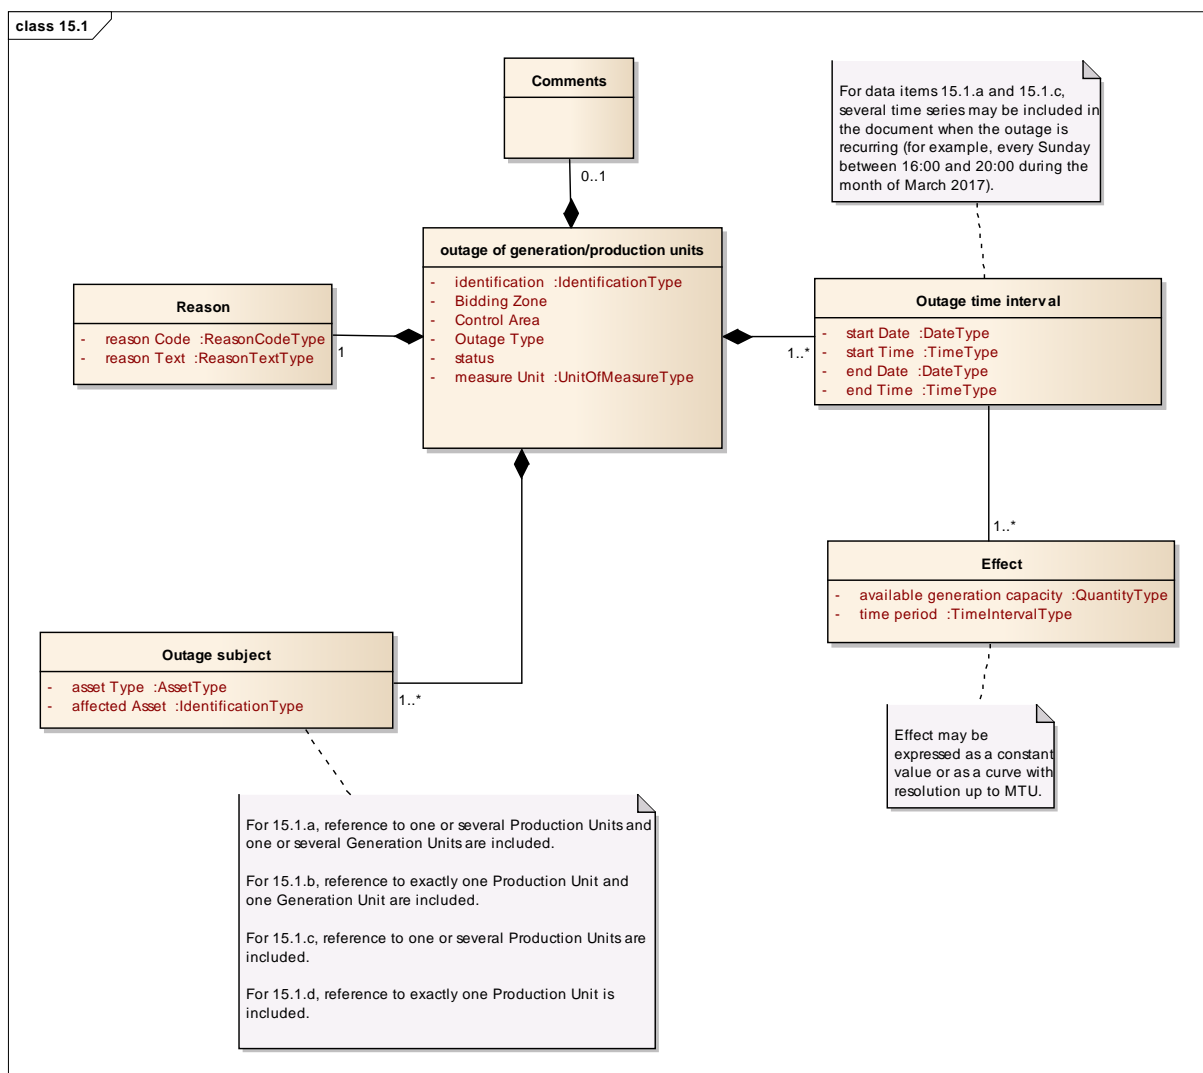 class 15.1
Comments
For data items 15.1.a and 15.1.c,
several time series may be included in
the document when the outage is
recurring (for example, every Sunday
between 16:00 and 20:00 during the
month of March 2017).
0..1
outage of generation/production units
- identification :IdentificationType
- Bidding Zone
- Control Area
- Outage Type
- status
- measure Unit :UnitOfMeasureType
Reason
- reason Code :ReasonCodeType
- reason Text :ReasonTextType
1
Outage time interval
- start Date :DateType
- start Time :TimeType
- end Date :DateType
- end Time :TimeType
1..*
1..*
Effect
- available generation capacity :QuantityType
- time period :TimeIntervalType
Outage subject
- asset Type :AssetType
- affected Asset :IdentificationType
1..*
Effect may be
expressed as a constant
value or as a curve with
resolution up to MTU.
For 15.1.a, reference to one or several Production Units and
one or several Generation Units are included.
For 15.1.b, reference to exactly one Production Unit and
one Generation Unit are included.
For 15.1.c, reference to one or several Production Units are
included.
For 15.1.d, reference to exactly one Production Unit is
included.